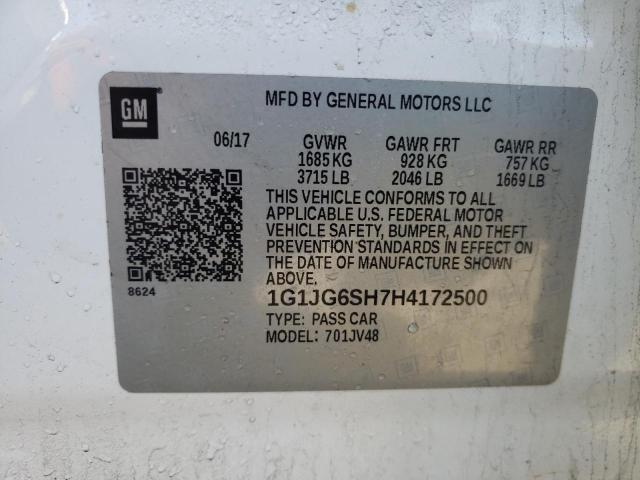 GM
MFD BY GENERAL MOTORS LLC
06/17 GVWR GAWR FRT GAWR RR
1685 KG 928 KG 757 KG
3715 LB 2046 LB 1669 LB
THIS VEHICLE CONFORMS TO ALL
APPLICABLE U.S. FEDERAL MOTOR
VEHICLE SAFETY, BUMPER, AND THEFT
PREVENTION STANDARDS IN EFFECT ON
THE DATE OF MANUFACTURE SHOWN
ABOVE.
8624
1G1JG6SH7H4172500
TYPE: PASS CAR
MODEL: 701JV48